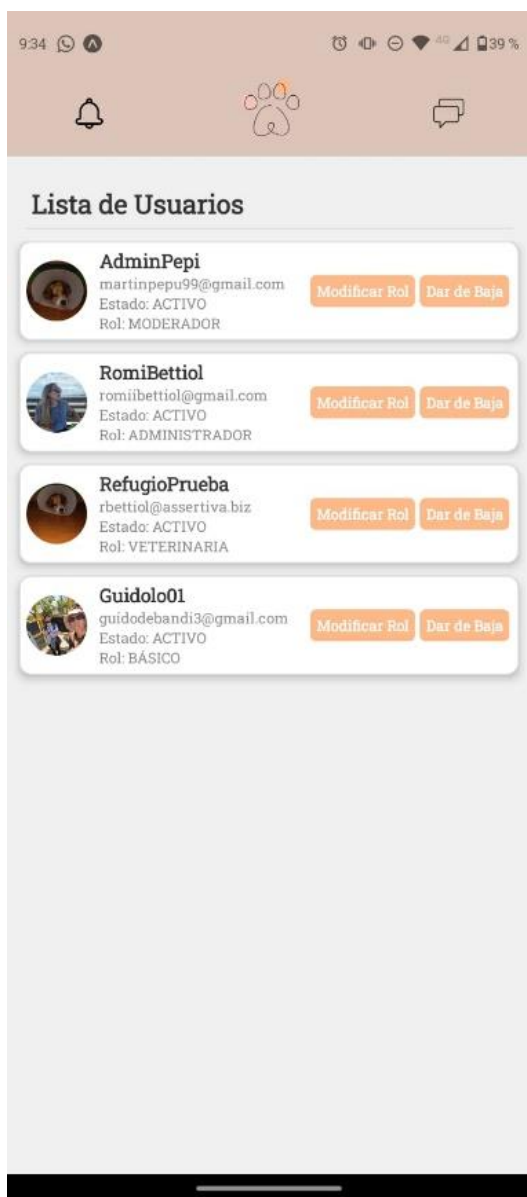 9:34
4G
39 %
Lista de Usuarios
AdminPepi
martinpepu99@gmail.com
Estado: ACTIVO
Rol: MODERADOR
Modificar Rol
Dar de Baja
RomiBettiol
romiibettiol@gmail.com
Estado: ACTIVO
Rol: ADMINISTRADOR
Modificar Rol
Dar de Baja
RefugioPrueba
rbettiol@assertiva.biz
Estado: ACTIVO
Rol: VETERINARIA
Modificar Rol
Dar de Baja
Guidolo01
guidodebandi3@gmail.com
Estado: ACTIVO
Rol: BÁSICO
Modificar Rol
Dar de Baja